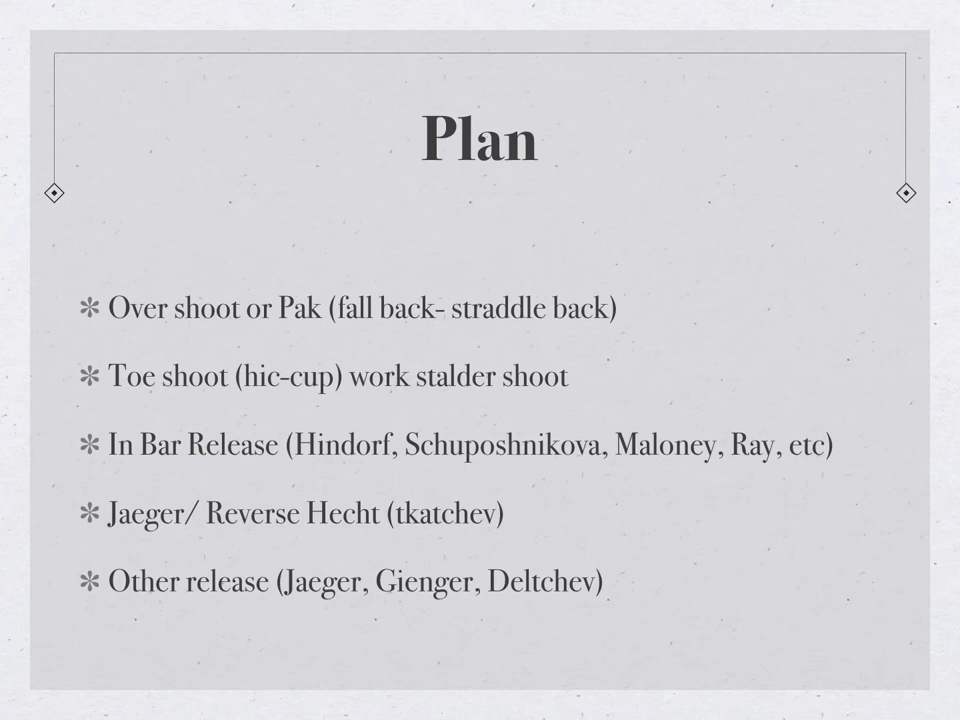 Plan
✻ Over shoot or Pak (fall back- straddle back)
✻ Toe shoot (hic-cup) work stalder shoot
✻ In Bar Release (Hindorf, Schuposhnikova, Maloney, Ray, etc)
✻ Jaeger/ Reverse Hecht (tkatchev)
✻ Other release (Jaeger, Gienger, Deltchev)